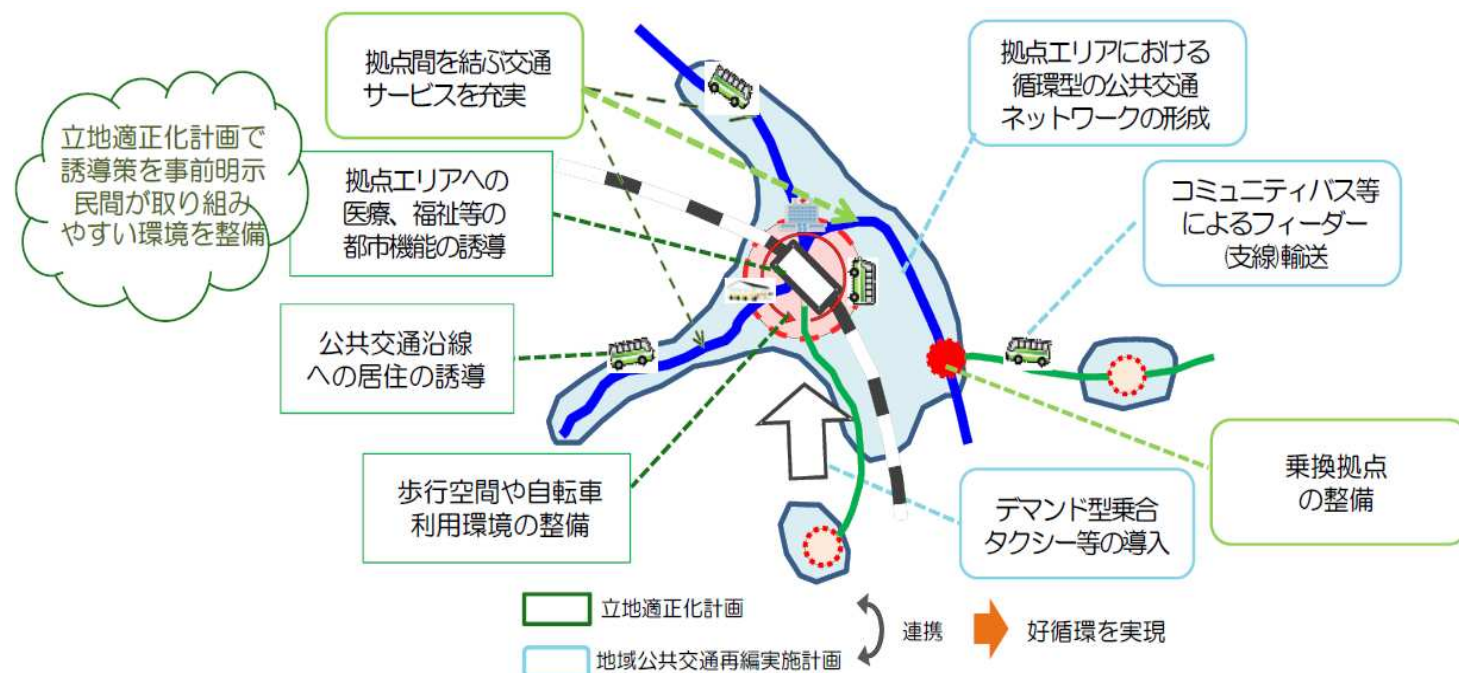 拠点間を結ぶ交通
サービスを充実
拠点エリアにおける
循環型の公共交通
ネットワークの形成
立地適正化計画で
誘導策を事前明示
民間が取り組み
やすい環境を整備
拠点エリアへの
医療、福祉等の
都市機能の誘導
コミュニティバス等
によるフィーダー
(支線)輸送
公共交通沿線
への居住の誘導
歩行空間や自転車
利用環境の整備
デマンド型乗合
タクシー等の導入
乗換拠点
の整備
立地適正化計画
地域公共交通再編実施計画
連携
好循環を実現